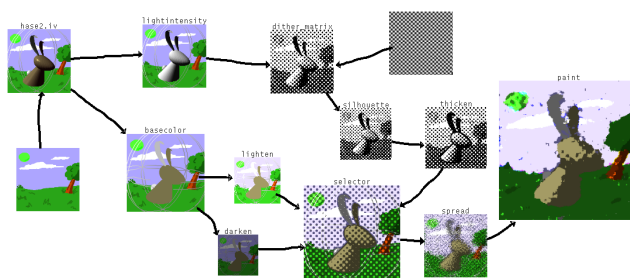 hase2.iv
lightintensity
dither_matrix
paint
silhouette
thicken
basecolor
lighten
selector
spread
darken